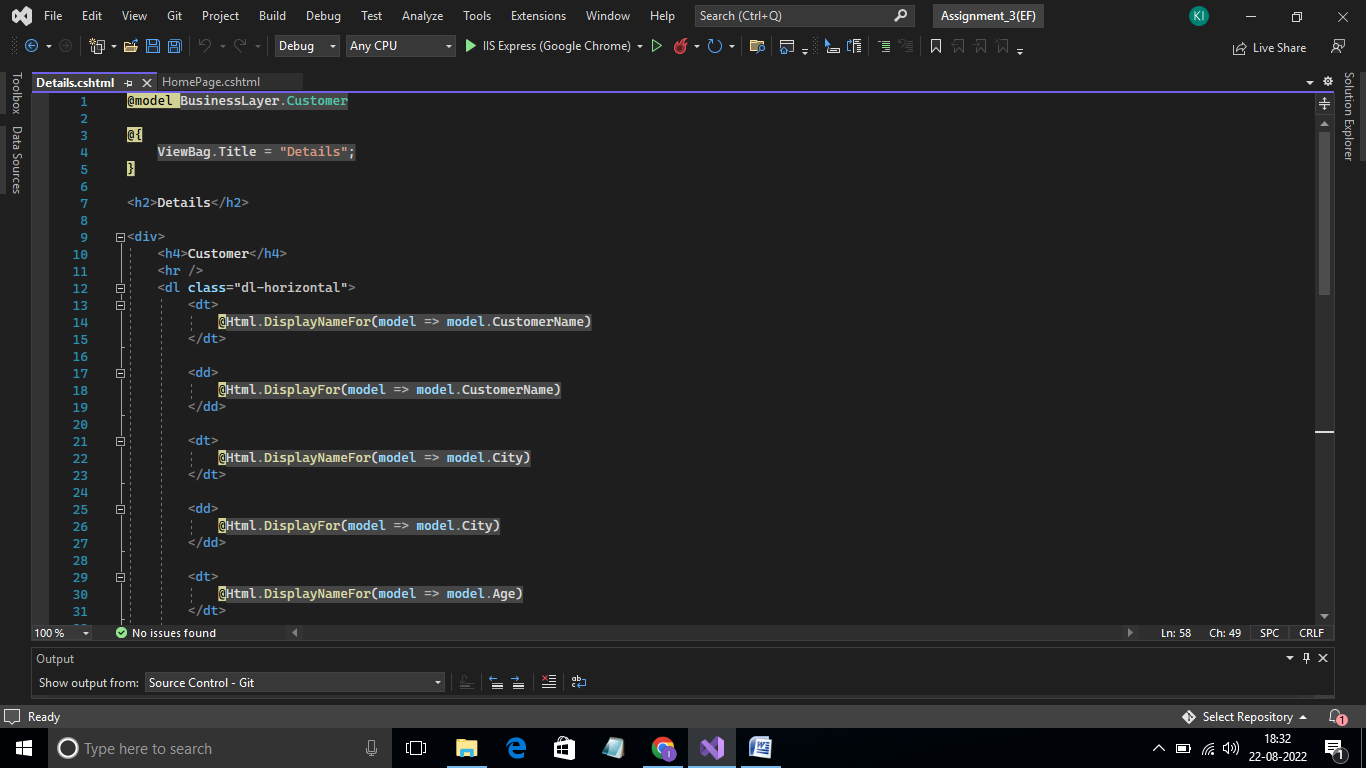 File Edit View Git Project Build Debug Test Analyze Tools Extensions Window Help Search (Ctrl+Q) Assignment_3(EF) KI
Debug Any CPU IIS Express (Google Chrome) Live Share
Toolbox
Data Sources
Solution Explorer
Details.cshtml HomePage.cshtml
1 @model BusinessLayer.Customer
2
3 @{
4 ViewBag.Title = "Details";
5 }
6
7 <h2>Details</h2>
8
9 <div>
10 <h4>Customer</h4>
11 <hr />
12 <dl class="dl-horizontal">
13 <dt>
14 @Html.DisplayNameFor(model => model.CustomerName)
15 </dt>
16
17 <dd>
18 @Html.DisplayFor(model => model.CustomerName)
19 </dd>
20
21 <dt>
22 @Html.DisplayNameFor(model => model.City)
23 </dt>
24
25 <dd>
26 @Html.DisplayFor(model => model.City)
27 </dd>
28
29 <dt>
30 @Html.DisplayNameFor(model => model.Age)
31 </dt>
100 % No issues found Ln: 58 Ch: 49 SPC CRLF
Output
Show output from: Source Control - Git
Ready Select Repository 1
Type here to search 18:32
22-08-2022 1